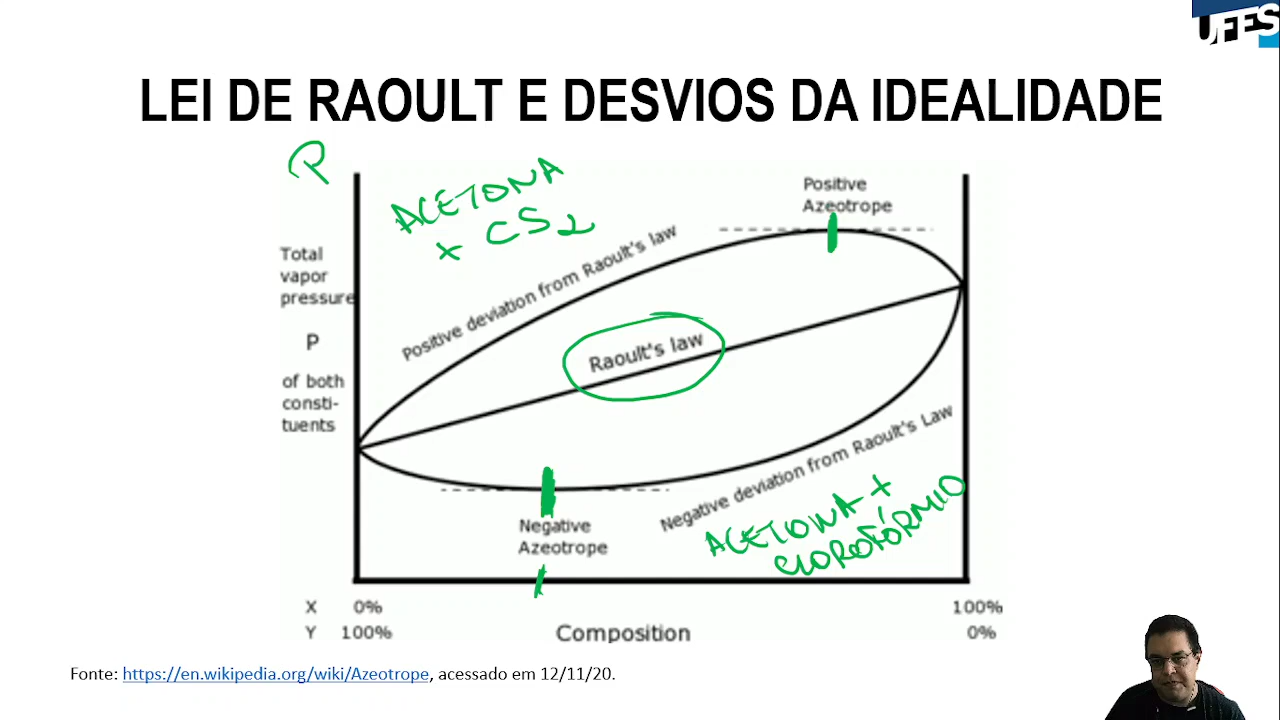 UFES
LEI DE RAOULT E DESVIOS DA IDEALIDADE
P
ACETONA
+ CS2
Positive
Azeotrope
Total
vapor
pressure
P
of both
consti-
tuents
Positive deviation from Raoult's law
Raoult's law
Negative deviation from Raoult's Law
Negative
Azeotrope
ACETONA +
CLOROFÓRMIO
X 0% 100%
Y 100% Composition 0%
Fonte: https://en.wikipedia.org/wiki/Azeotrope, acessado em 12/11/20.